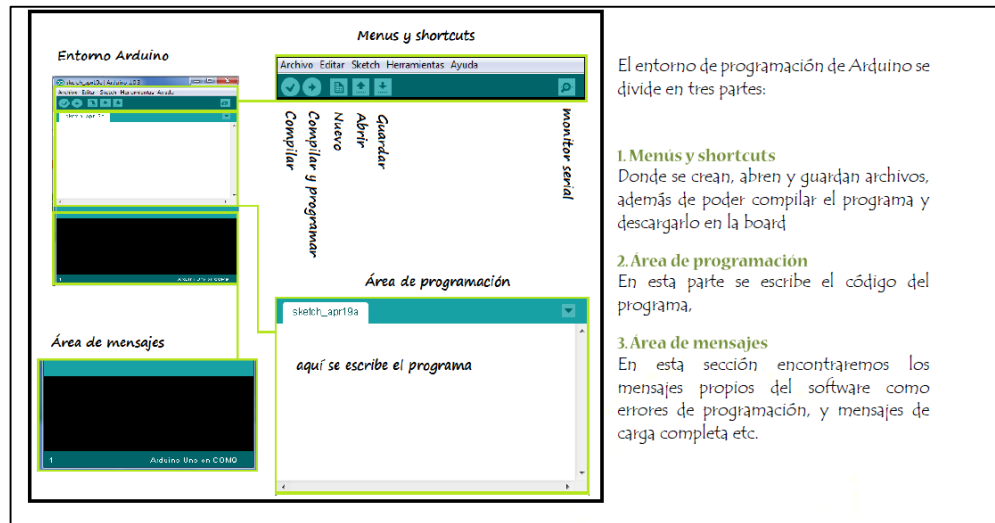 Entorno Arduino
Menus y shortcuts
Archivo Editar Sketch Herramientas Ayuda
Archivo Editar Sketch Herramientas Ayuda
Compilar
Compilar y programar
Nuevo
Abrir
Guardar
monitor serial
Área de programación
sketch_apr19a
aquí se escribe el programa
Área de mensajes
1
Arduino Uno en COM9
El entorno de programación de Arduino se
divide en tres partes:
1. Menús y shortcuts
Donde se crean, abren y guardan archivos,
además de poder compilar el programa y
descargarlo en la board
2. Área de programación
En esta parte se escribe el código del
programa,
3. Área de mensajes
En esta sección encontraremos los
mensajes propios del software como
errores de programación, y mensajes de
carga completa etc.